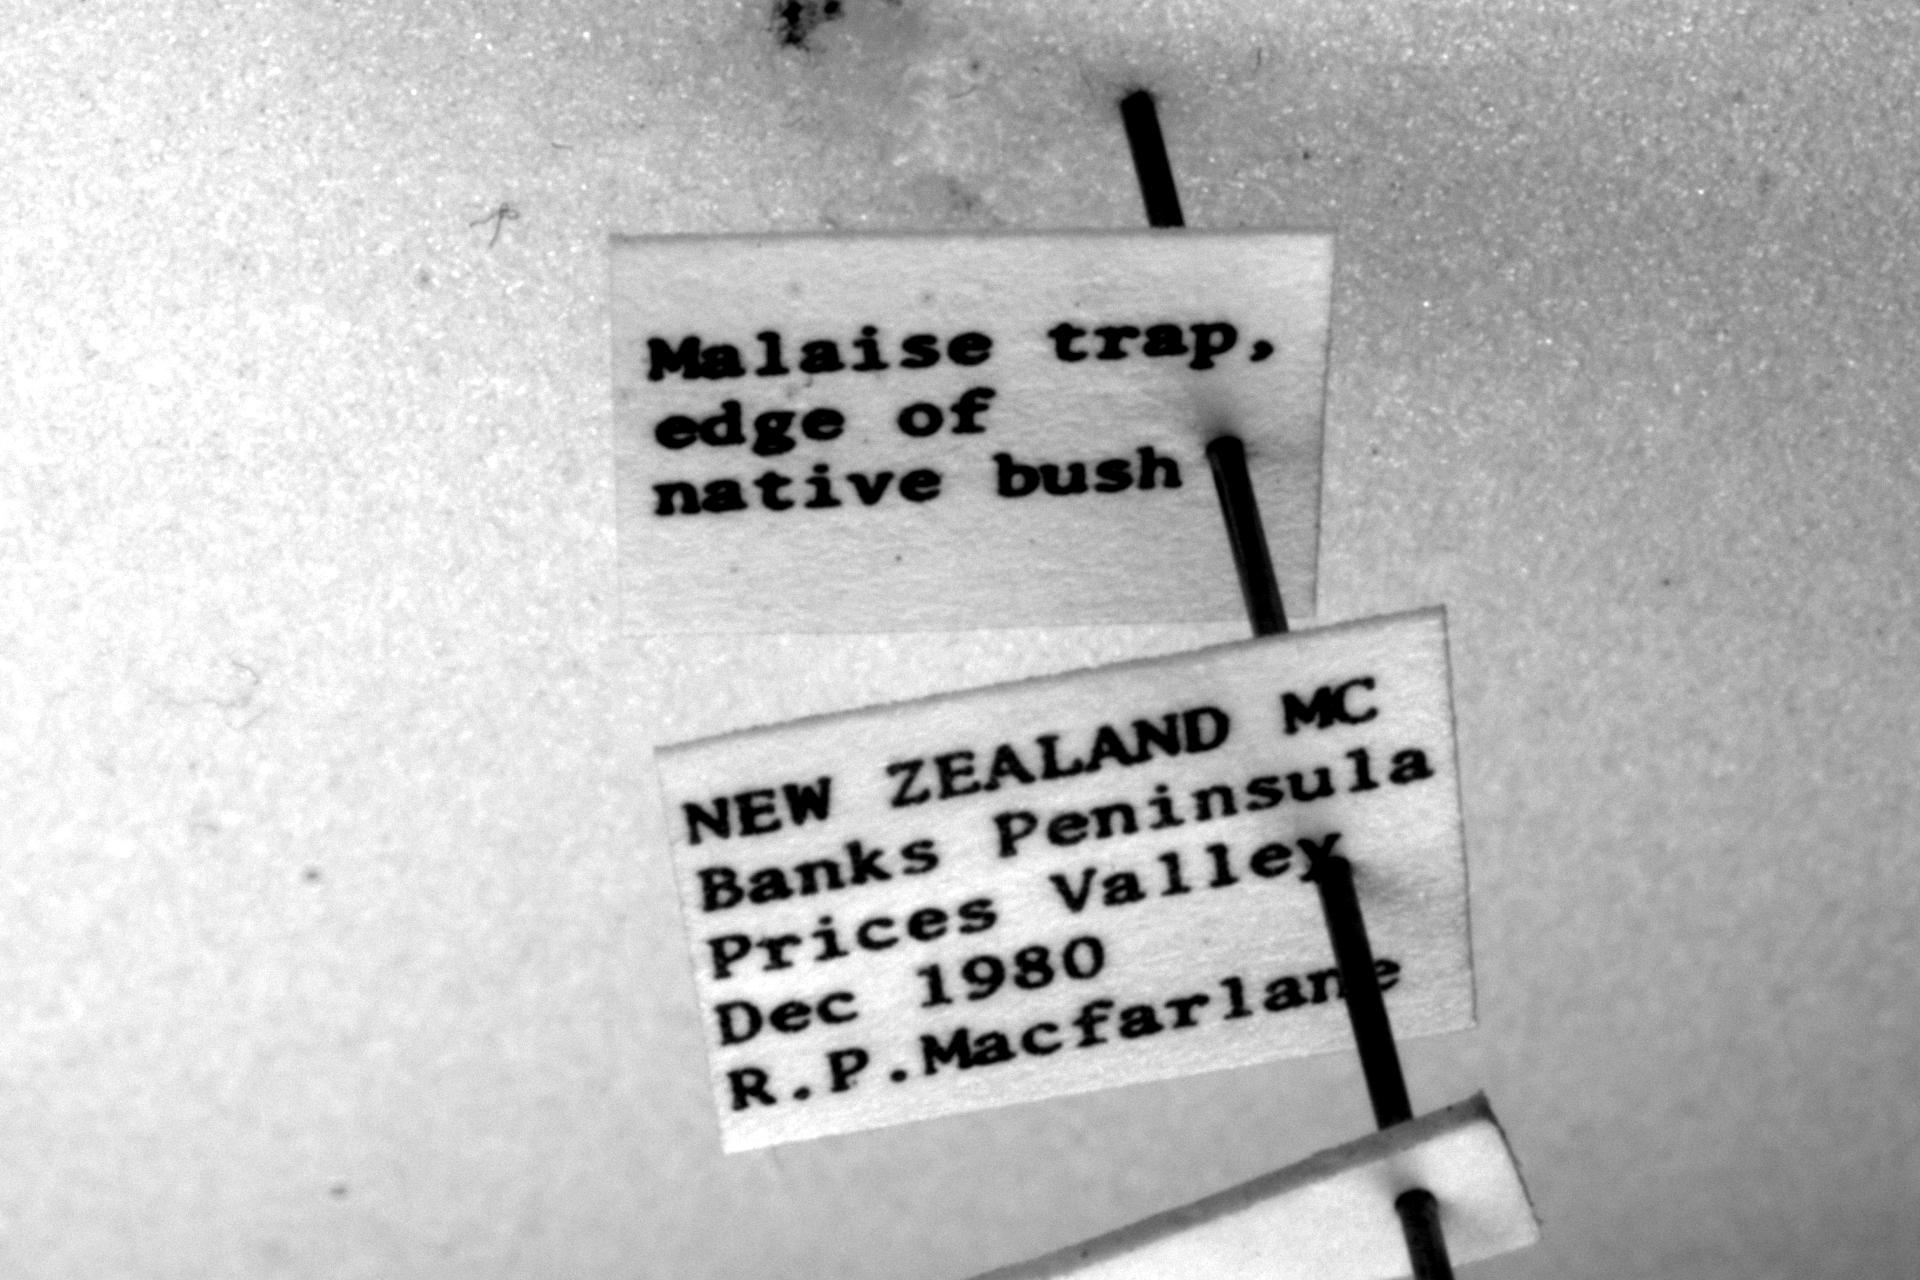 Malaise trap,
edge of
native bush
NEW ZEALAND MC
Banks Peninsula
Prices Valley
Dec 1980
R.P.Macfarlane